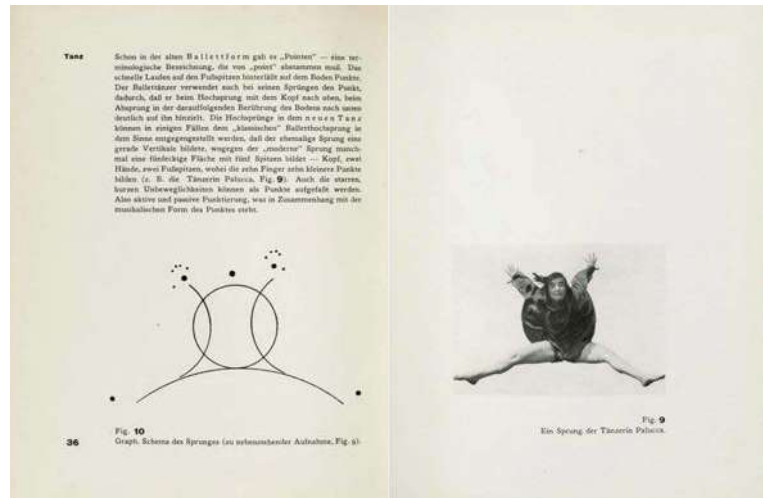 Tanz
Schon in der alten Ballettform gab es „Pointen“ — eine ter-
minologische Bezeichnung, die von „point“ abstammen muß. Das
schnelle Laufen auf den Fußspitzen hinterläßt auf dem Boden Punkte.
Der Ballettänzer verwendet auch bei seinen Sprüngen den Punkt,
dadurch, daß er beim Hochsprung mit dem Kopf nach oben, beim
Absprung in der darauffolgenden Berührung des Bodens nach unten
deutlich auf ihn hinzielt. Die Hochsprünge in dem neuen Tanz
können in einigen Fällen dem „klassischen“ Balletthochsprung in
dem Sinne entgegengestellt werden, daß der ehemalige Sprung eine
gerade Vertikale bildete, wogegen der „moderne“ Sprung manch-
mal eine fünfeckige Fläche mit fünf Spitzen bildet — Kopf, zwei
Hände, zwei Fußspitzen, wobei die zehn Finger zehn kleinere Punkte
bilden (z. B. die Tänzerin Palucca, Fig. 9). Auch die starren,
kurzen Unbeweglichkeiten können als Punkte aufgefaßt werden.
Also aktive und passive Punktierung, was in Zusammenhang mit der
musikalischen Form des Punktes steht.
Fig. 10
Graph. Schema des Sprunges (zu nebenstehender Aufnahme, Fig. 9).
36
Fig. 9
Ein Sprung der Tänzerin Palucca.